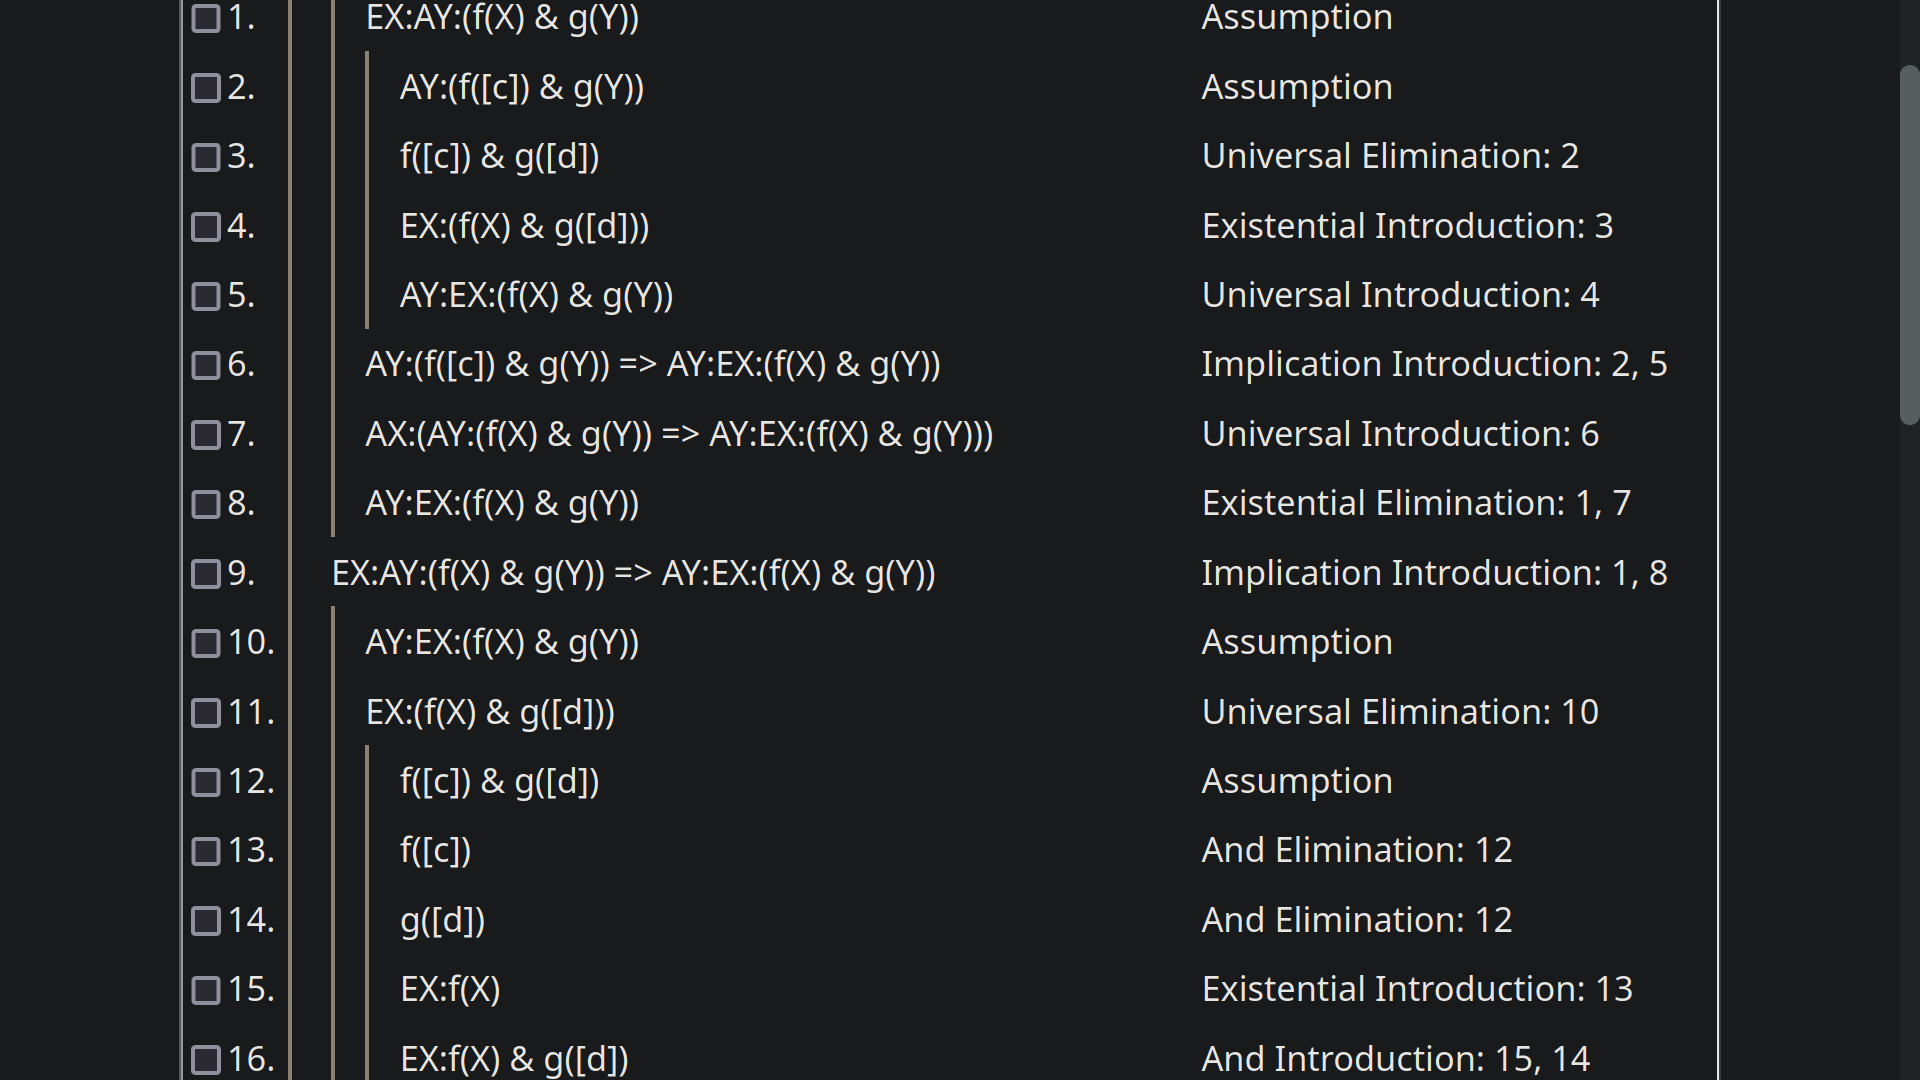 1. EX:AY:(f(X) & g(Y)) Assumption
2. AY:(f([c]) & g(Y)) Assumption
3. f([c]) & g([d]) Universal Elimination: 2
4. EX:(f(X) & g([d])) Existential Introduction: 3
5. AY:EX:(f(X) & g(Y)) Universal Introduction: 4
6. AY:(f([c]) & g(Y)) => AY:EX:(f(X) & g(Y)) Implication Introduction: 2, 5
7. AX:(AY:(f(X) & g(Y)) => AY:EX:(f(X) & g(Y))) Universal Introduction: 6
8. AY:EX:(f(X) & g(Y)) Existential Elimination: 1, 7
9. EX:AY:(f(X) & g(Y)) => AY:EX:(f(X) & g(Y)) Implication Introduction: 1, 8
10. AY:EX:(f(X) & g(Y)) Assumption
11. EX:(f(X) & g([d])) Universal Elimination: 10
12. f([c]) & g([d]) Assumption
13. f([c]) And Elimination: 12
14. g([d]) And Elimination: 12
15. EX:f(X) Existential Introduction: 13
16. EX:f(X) & g([d]) And Introduction: 15, 14